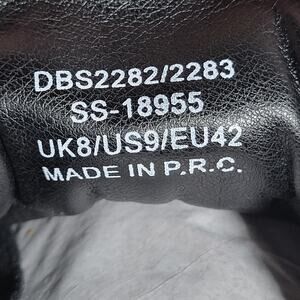 DBS2282/2283
SS-18955
UK8/US9/EU42
MADE IN P.R.C.